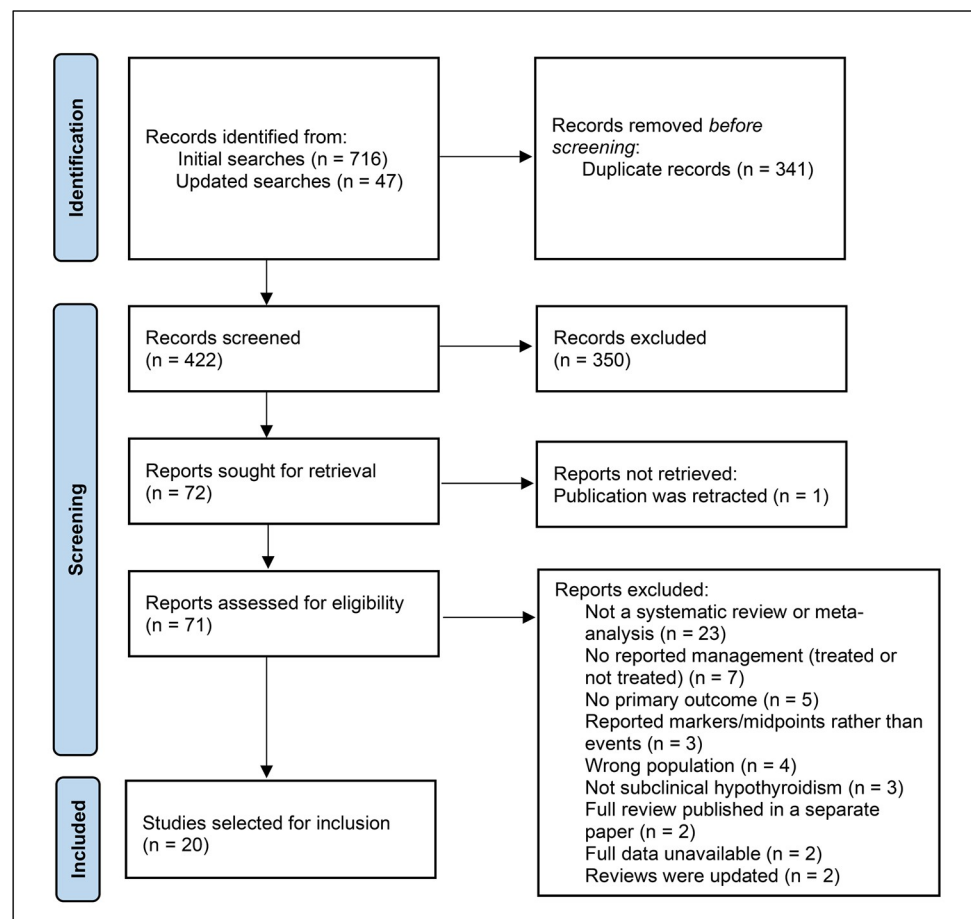 Identification
Records identified from:
Initial searches (n = 716)
Updated searches (n = 47)
Records removed before
screening:
Duplicate records (n = 341)
Screening
Records screened
(n = 422)
Records excluded
(n = 350)
Reports sought for retrieval
(n = 72)
Reports not retrieved:
Publication was retracted (n = 1)
Reports assessed for eligibility
(n = 71)
Reports excluded:
Not a systematic review or meta-
analysis (n = 23)
No reported management (treated or
not treated) (n = 7)
No primary outcome (n = 5)
Reported markers/midpoints rather than
events (n = 3)
Wrong population (n = 4)
Not subclinical hypothyroidism (n = 3)
Full review published in a separate
paper (n = 2)
Full data unavailable (n = 2)
Reviews were updated (n = 2)
Included
Studies selected for inclusion
(n = 20)